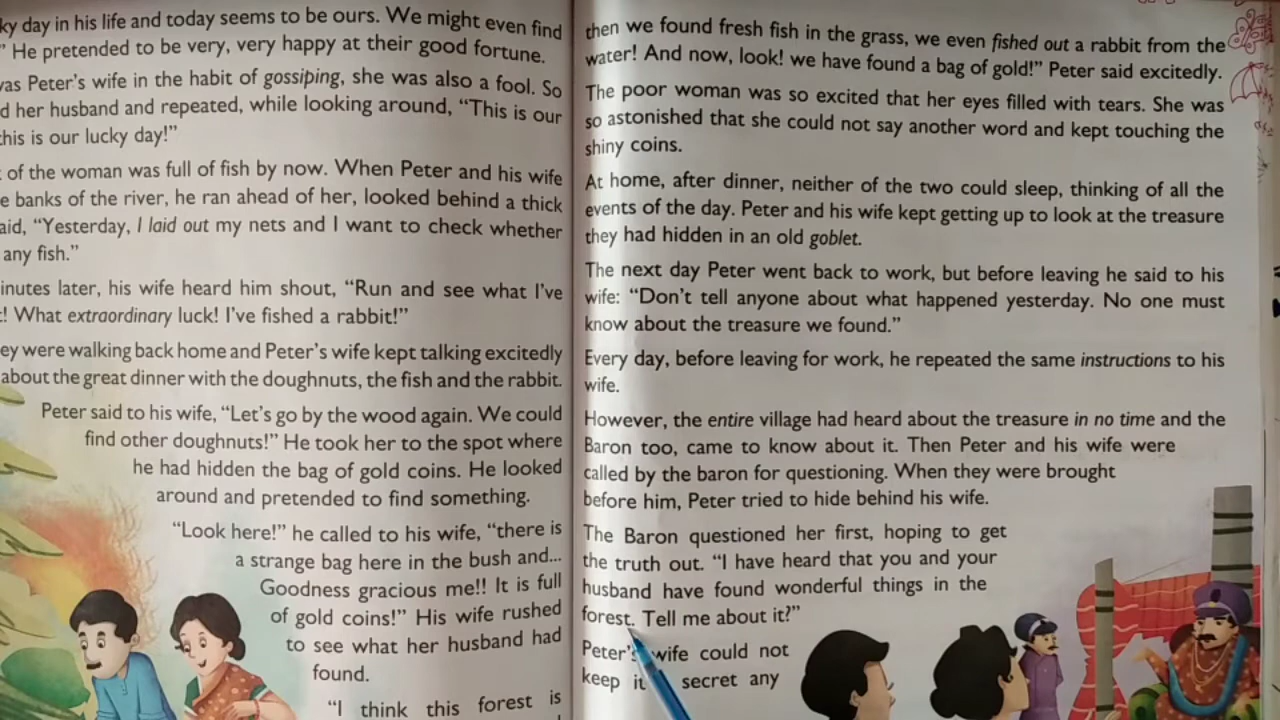 ky day in his life and today seems to be ours. We might even find
" He pretended to be very, very happy at their good fortune.
was Peter's wife in the habit of gossiping, she was also a fool. So
d her husband and repeated, while looking around, "This is our
this is our lucky day!"
of the woman was full of fish by now. When Peter and his wife
e banks of the river, he ran ahead of her, looked behind a thick
aid, "Yesterday, I laid out my nets and I want to check whether
any fish."
inutes later, his wife heard him shout, "Run and see what I've
t! What extraordinary luck! I've fished a rabbit!"
ey were walking back home and Peter's wife kept talking excitedly
about the great dinner with the doughnuts, the fish and the rabbit.
Peter said to his wife, "Let's go by the wood again. We could
find other doughnuts!" He took her to the spot where
he had hidden the bag of gold coins. He looked
around and pretended to find something.
"Look here!" he called to his wife, "there is
a strange bag here in the bush and...
Goodness gracious me!! It is full
of gold coins!" His wife rushed
to see what her husband had
found.
"I think this forest is
then we found fresh fish in the grass, we even fished out a rabbit from the
water! And now, look! we have found a bag of gold!" Peter said excitedly.
The poor woman was so excited that her eyes filled with tears. She was
so astonished that she could not say another word and kept touching the
shiny coins.
At home, after dinner, neither of the two could sleep, thinking of all the
events of the day. Peter and his wife kept getting up to look at the treasure
they had hidden in an old goblet.
The next day Peter went back to work, but before leaving he said to his
wife: "Don't tell anyone about what happened yesterday. No one must
know about the treasure we found."
Every day, before leaving for work, he repeated the same instructions to his
wife.
However, the entire village had heard about the treasure in no time and the
Baron too, came to know about it. Then Peter and his wife were
called by the baron for questioning. When they were brought
before him, Peter tried to hide behind his wife.
The Baron questioned her first, hoping to get
the truth out. "I have heard that you and your
husband have found wonderful things in the
forest. Tell me about it?"
Peter's wife could not
keep it secret any